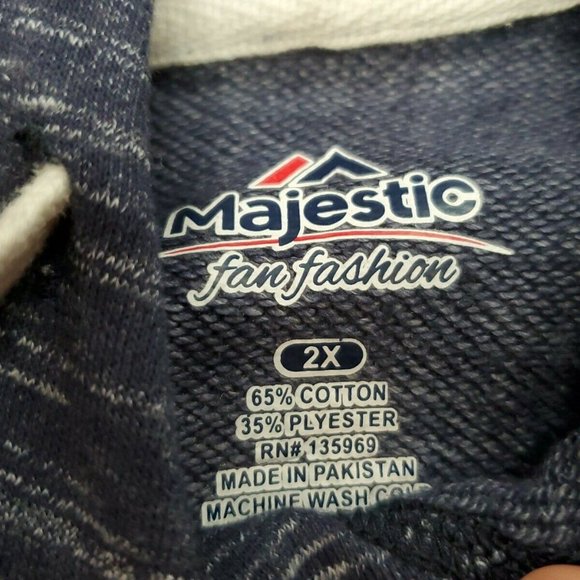 Majestic
fan fashion
2X
65% COTTON
35% PLYESTER
RN# 135969
MADE IN PAKISTAN
MACHINE WASH